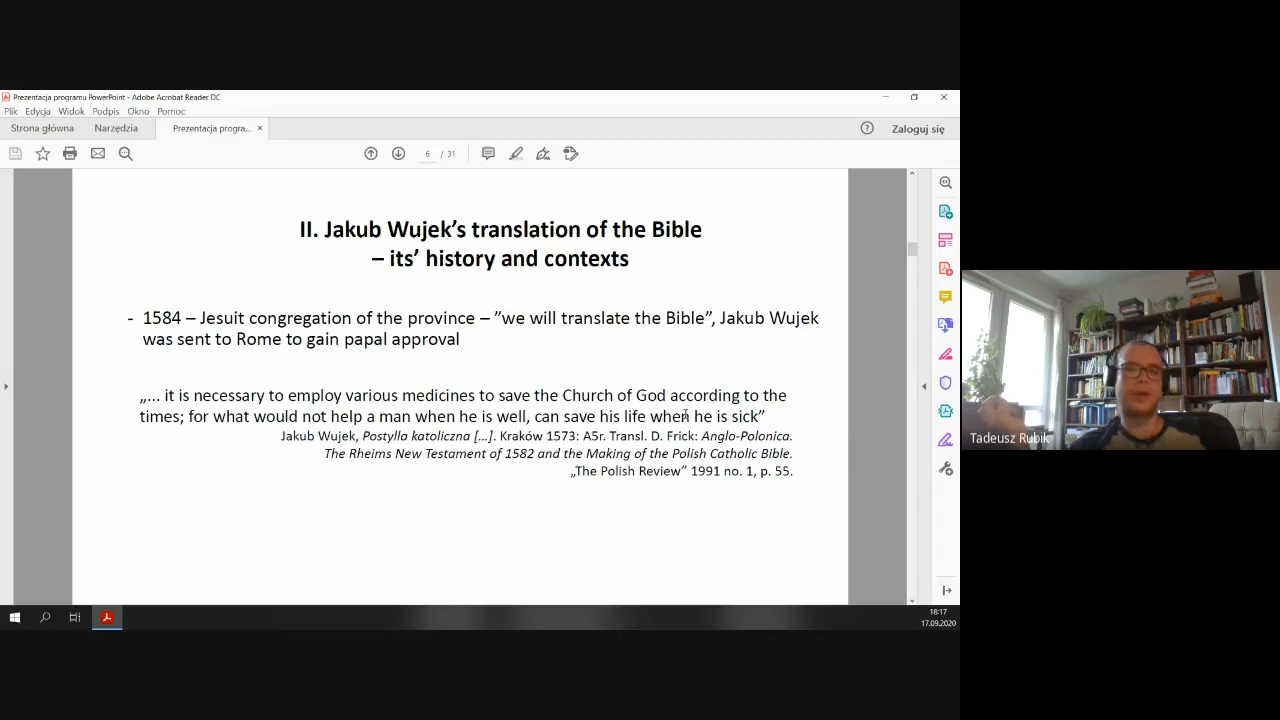 Prezentacja programu PowerPoint - Adobe Acrobat Reader DC
Plik Edycja Widok Podpis Okno Pomoc
Strona główna Narzędzia Prezentacja progra... × Zaloguj się
6 / 31
II. Jakub Wujek’s translation of the Bible
– its’ history and contexts
- 1584 – Jesuit congregation of the province – ”we will translate the Bible”, Jakub Wujek
was sent to Rome to gain papal approval
„... it is necessary to employ various medicines to save the Church of God according to the
times; for what would not help a man when he is well, can save his life when he is sick”
Jakub Wujek, Postylla katoliczna [...]. Kraków 1573: A5r. Transl. D. Frick: Anglo-Polonica.
The Rheims New Testament of 1582 and the Making of the Polish Catholic Bible.
„The Polish Review” 1991 no. 1, p. 55.
Tadeusz Rubik
18:17
17.09.2020